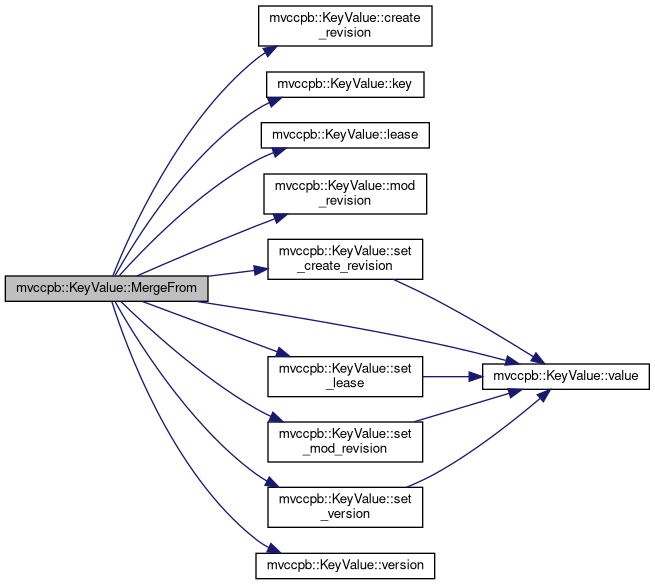 mvccpb::KeyValue::create
_revision
mvccpb::KeyValue::key
mvccpb::KeyValue::lease
mvccpb::KeyValue::mod
_revision
mvccpb::KeyValue::set
_create_revision
mvccpb::KeyValue::MergeFrom
mvccpb::KeyValue::set
_lease
mvccpb::KeyValue::value
mvccpb::KeyValue::set
_mod_revision
mvccpb::KeyValue::set
_version
mvccpb::KeyValue::version